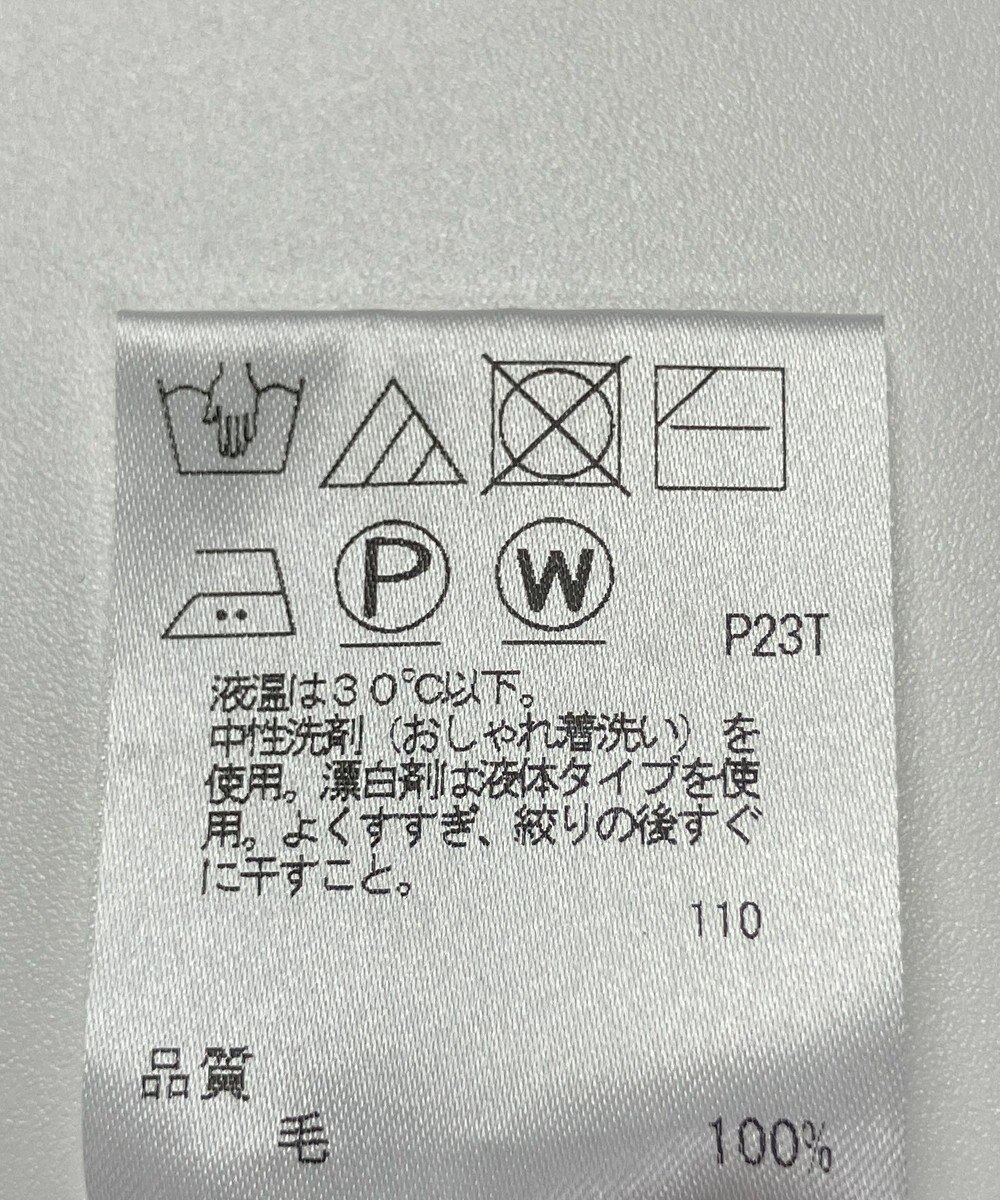 P
W
P23T
液温は30℃以下。
中性洗剤（おしゃれ着洗い）を
使用。漂白剤は液体タイプを使
用。よくすすぎ、絞りの後すぐ
に干すこと。
110
品質
毛 100%